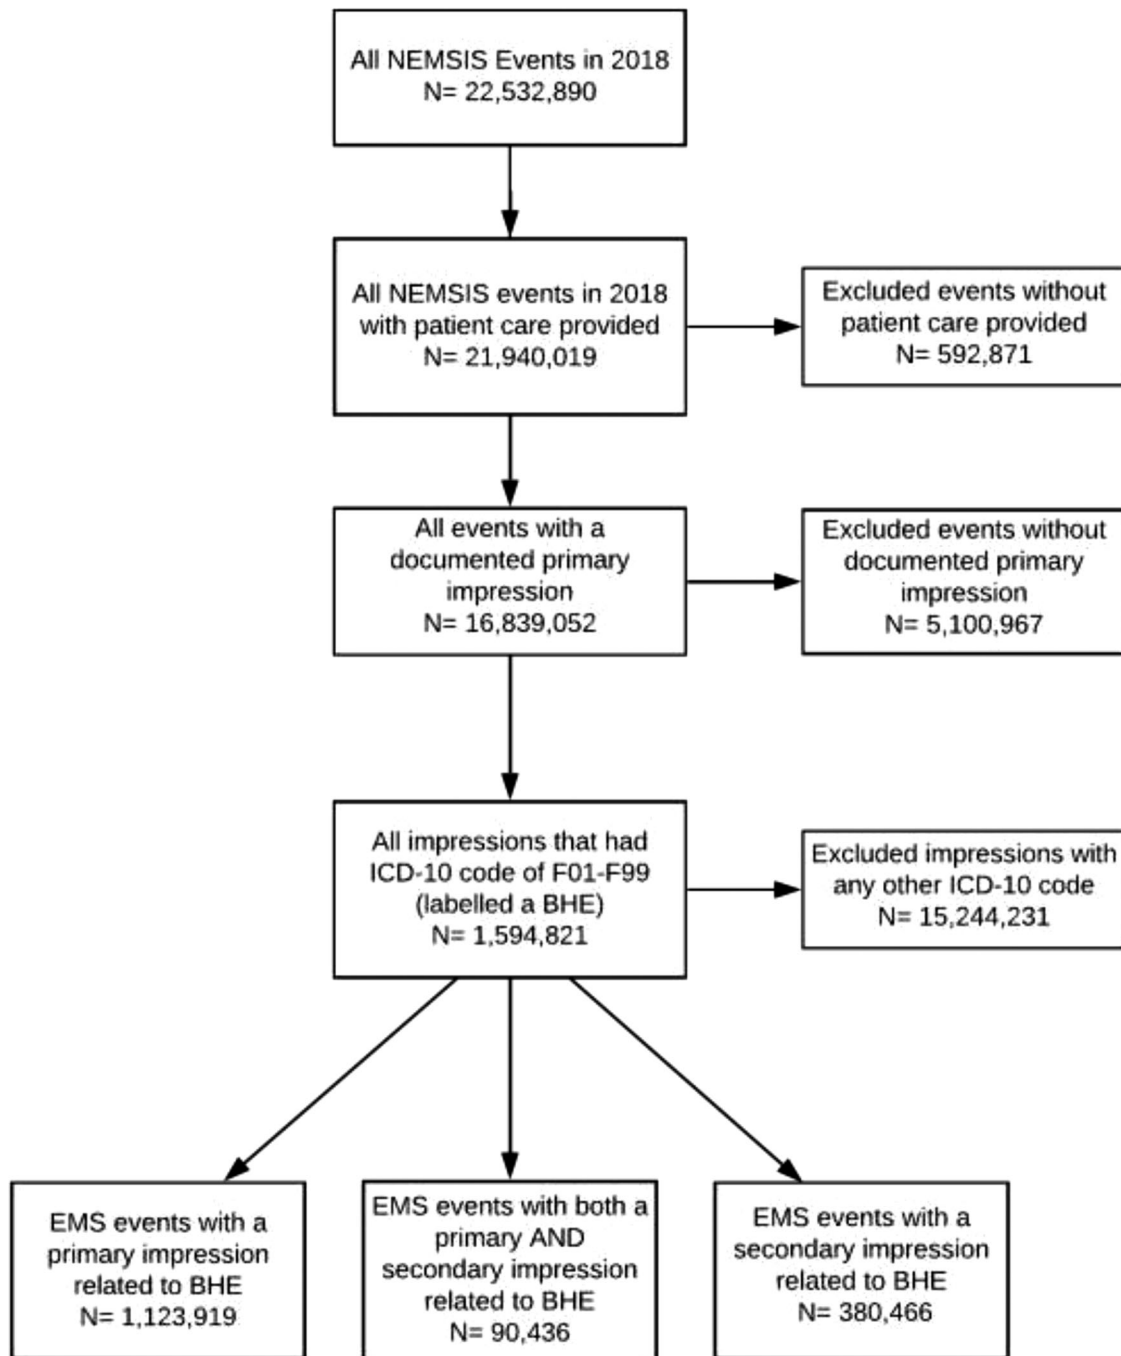 All NEMSIS Events in 2018
N= 22,532,890
All NEMSIS events in 2018
with patient care provided
N= 21,940,019
Excluded events without
patient care provided
N= 592,871
All events with a
documented primary
impression
N= 16,839,052
Excluded events without
documented primary
impression
N= 5,100,967
All impressions that had
ICD-10 code of F01-F99
(labelled a BHE)
N= 1,594,821
Excluded impressions with
any other ICD-10 code
N= 15,244,231
EMS events with a
primary impression
related to BHE
N= 1,123,919
EMS events with both a
primary AND
secondary impression
related to BHE
N= 90,436
EMS events with a
secondary impression
related to BHE
N= 380,466